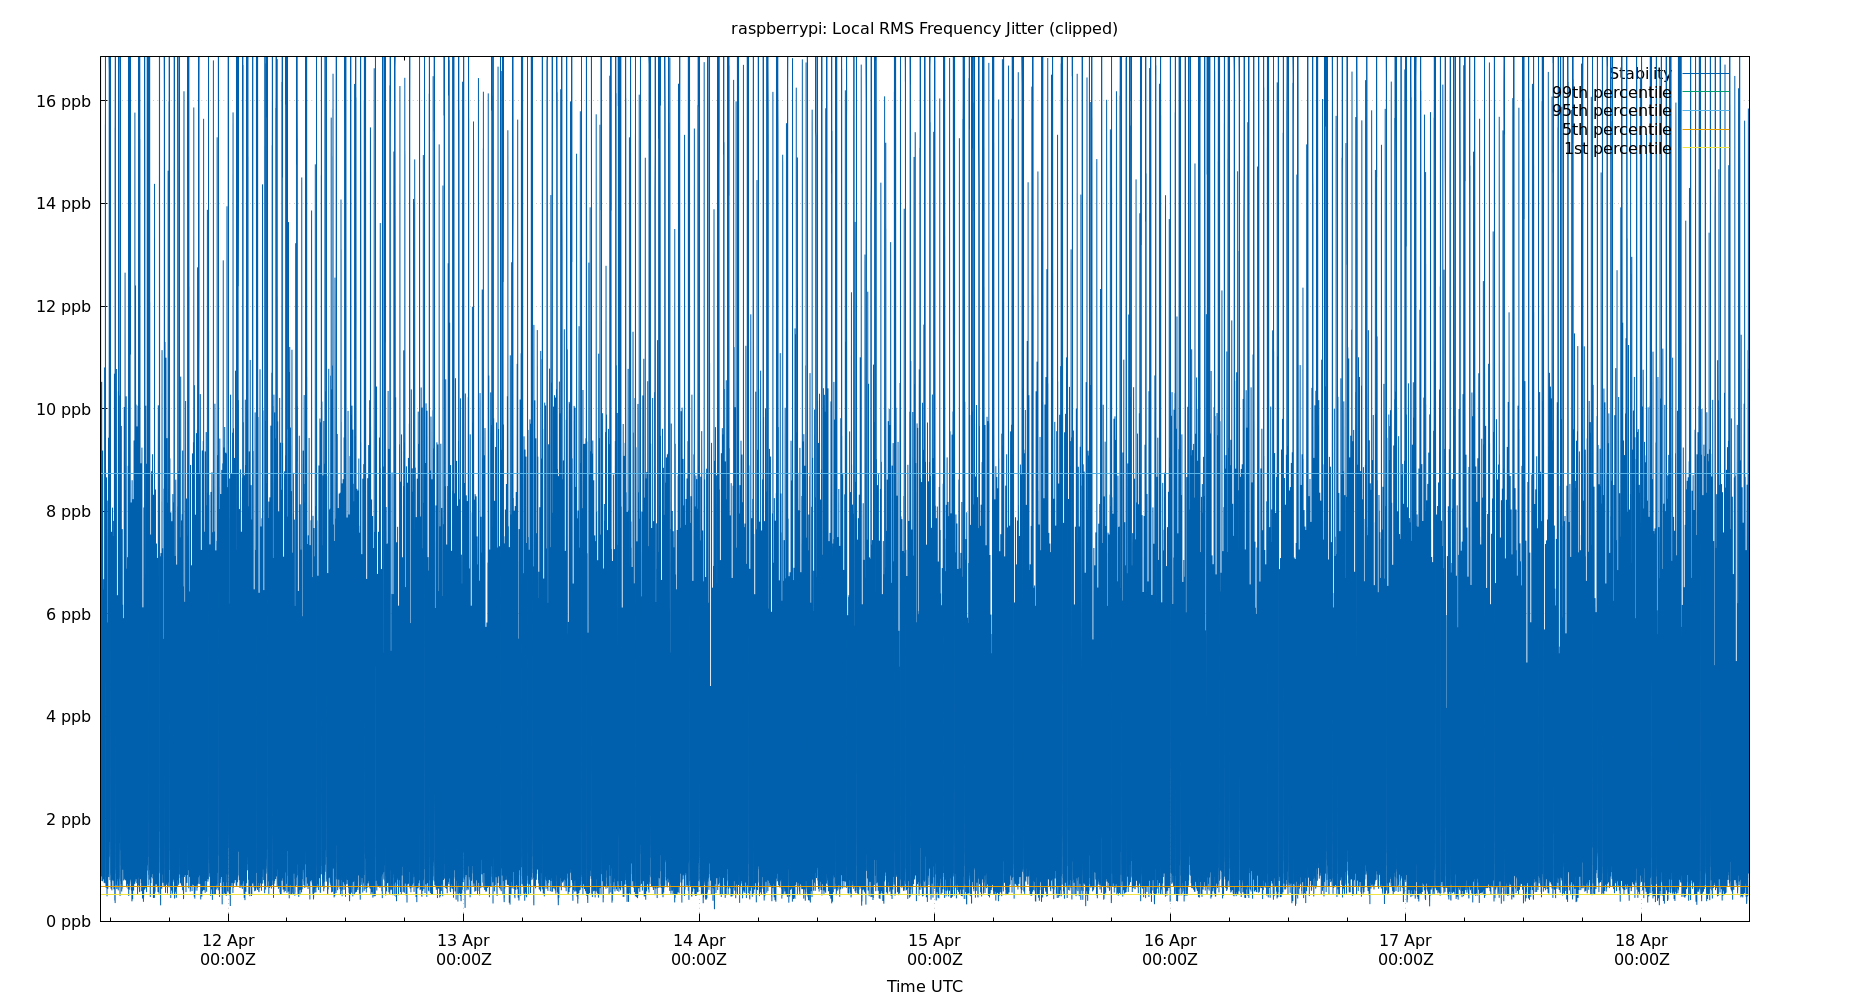 raspberrypi: Local RMS Frequency Jitter (clipped)
Stability
99th percentile
95th percentile
5th percentile
1st percentile
16 ppb
14 ppb
12 ppb
10 ppb
8 ppb
6 ppb
4 ppb
2 ppb
0 ppb
12 Apr 13 Apr 14 Apr 15 Apr 16 Apr 17 Apr 18 Apr
00:00Z 00:00Z 00:00Z 00:00Z 00:00Z 00:00Z 00:00Z
Time UTC